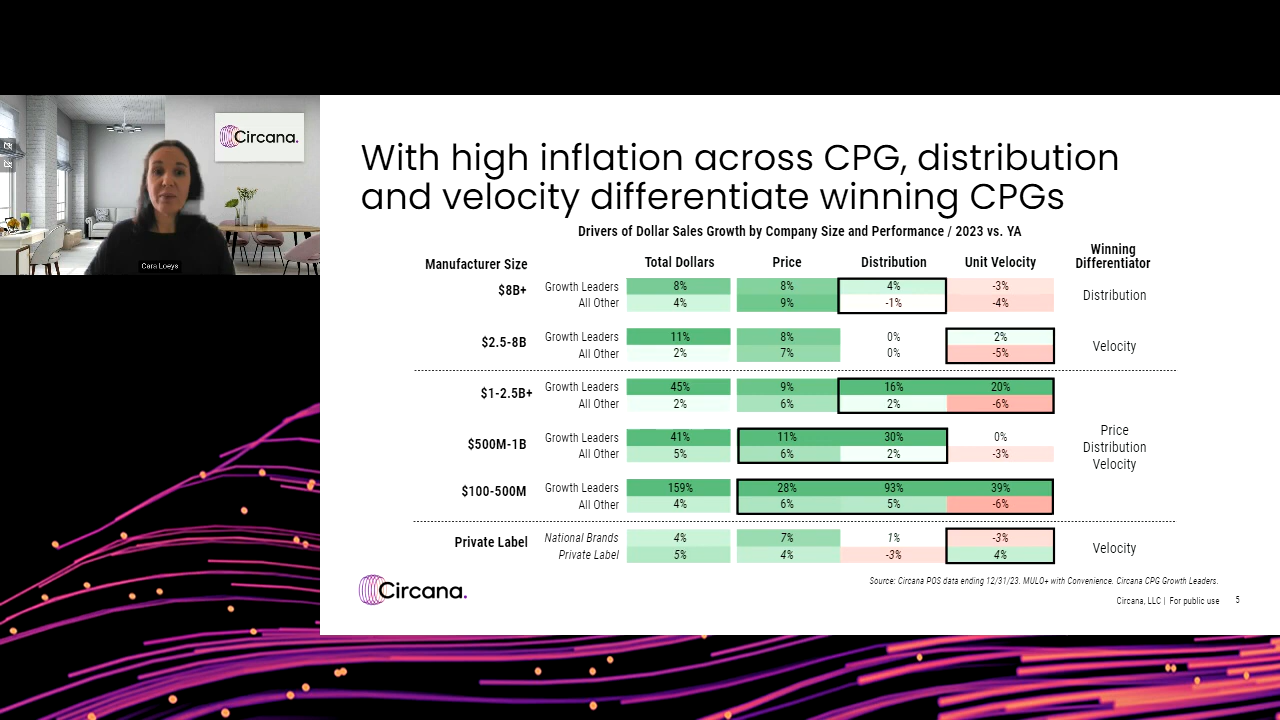 Circana.
Cara Loeys
With high inflation across CPG, distribution
and velocity differentiate winning CPGs
Drivers of Dollar Sales Growth by Company Size and Performance / 2023 vs. YA
Manufacturer Size Total Dollars Price Distribution Unit Velocity Winning
Differentiator
$8B+ Growth Leaders 8% 8% 4% -3% Distribution
All Other 4% 9% -1% -4%
$2.5-8B Growth Leaders 11% 8% 0% 2% Velocity
All Other 2% 7% 0% -5%
$1-2.5B+ Growth Leaders 45% 9% 16% 20%
All Other 2% 6% 2% -6%
$500M-1B Growth Leaders 41% 11% 30% 0%
All Other 5% 6% 2% -3%
Price
Distribution
Velocity
$100-500M Growth Leaders 159% 28% 93% 39%
All Other 4% 6% 5% -6%
Private Label National Brands 4% 7% 1% -3% Velocity
Private Label 5% 4% -3% 4%
Source: Circana POS data ending 12/31/23. MULO+ with Convenience. Circana CPG Growth Leaders.
Circana.
Circana, LLC | For public use 5